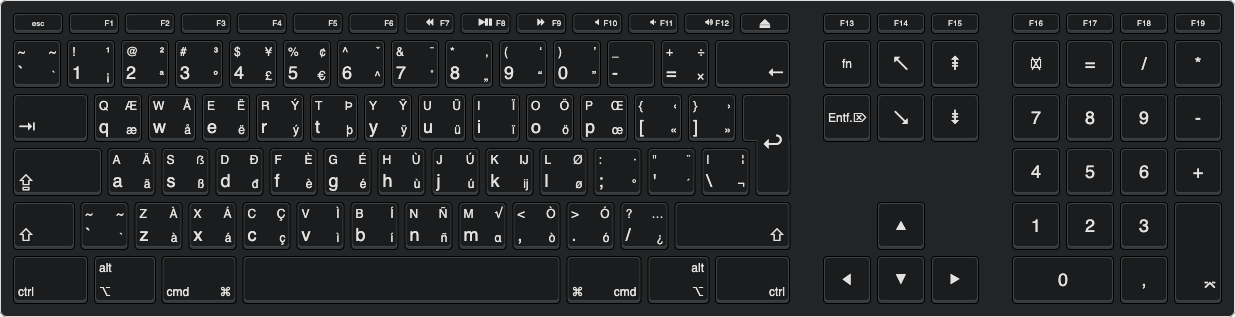 esc F1 F2 F3 F4 F5 F6 F7 F8 F9 F10 F11 F12 F13 F14 F15 F16 F17 F18 F19
~ ~ ! ¹ @ ² # ³ $ ¥ % ¢ ^ ˇ & ¯ * ‚ ( ‘ ) ’ _ + ÷
` 1 ¡ 2 ª 3 º 4 £ 5 € 6 ^ 7 8 „ 9 “ 0 ” - = × ← fn ↖ ⇞ = / *
Q Æ W Å E Ë R Ý T Þ Y Ÿ U Ü I Ï O Ö P Œ { ‹ } ›
q æ w å e ë r ý t þ y ÿ u ü i ï o ö p œ [ « ] » Entf.⌦ ↘ ⇟ 7 8 9 -
A Ä S ß D Đ F È G É H Ù J Ú K IJ L Ø : · " ¨ | ¦
a ä s ß d đ f è g é h ù j ú k ij l ø ; ° ' ´ \ ¬ 4 5 6 +
~ ~ Z À X Á C Ç V Ì B Í N Ñ M √ < Ò > Ó ? …
` z à x á c ç v ì b í n ñ m ɑ , ò . ó / ¿ ▲ 1 2 3
alt alt
ctrl ⌥ cmd ⌘ ⌘ cmd ⌥ ctrl ◀ ▼ ▶ 0 , ⌅